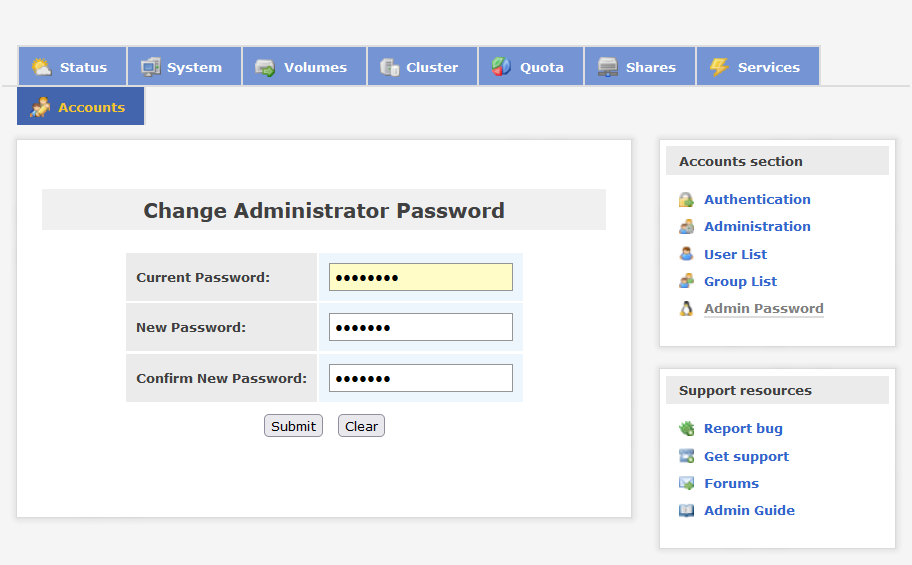 Status System Volumes Cluster Quota Shares Services
Accounts
Change Administrator Password
Current Password: ••••••••
New Password: •••••••
Confirm New Password: •••••••
Submit Clear
Accounts section
Authentication
Administration
User List
Group List
Admin Password
Support resources
Report bug
Get support
Forums
Admin Guide